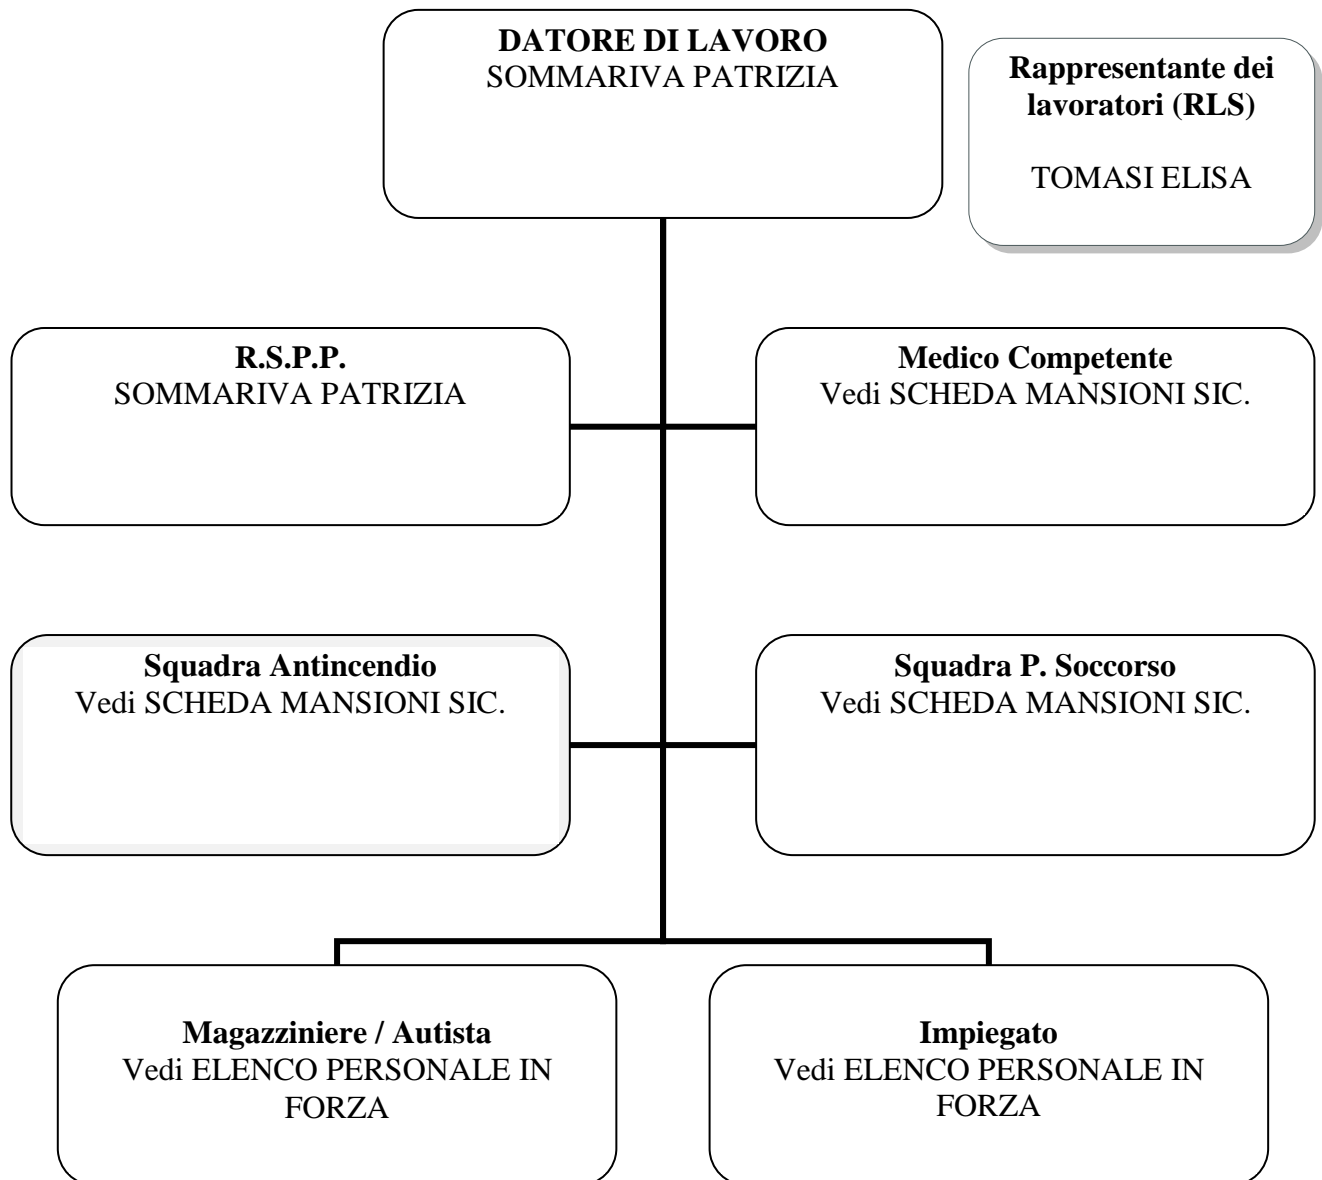 DATORE DI LAVORO
SOMMARIVA PATRIZIA
Rappresentante dei
lavoratori (RLS)
TOMASI ELISA
R.S.P.P.
SOMMARIVA PATRIZIA
Medico Competente
Vedi SCHEDA MANSIONI SIC.
Squadra Antincendio
Vedi SCHEDA MANSIONI SIC.
Squadra P. Soccorso
Vedi SCHEDA MANSIONI SIC.
Magazziniere / Autista
Vedi ELENCO PERSONALE IN
FORZA
Impiegato
Vedi ELENCO PERSONALE IN
FORZA